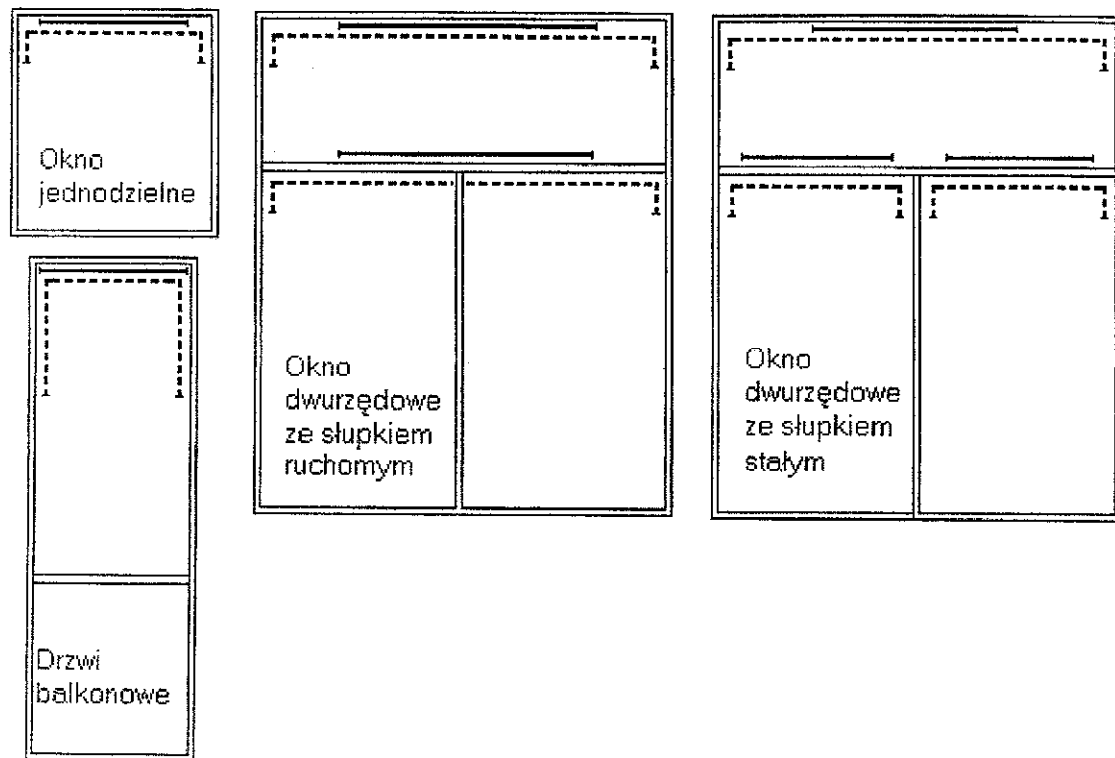 Okno
jednodzielne
Okno
dwurzędowe
ze słupkiem
ruchomym
Okno
dwurzędowe
ze słupkiem
stałym
Drzwi
balkonowe